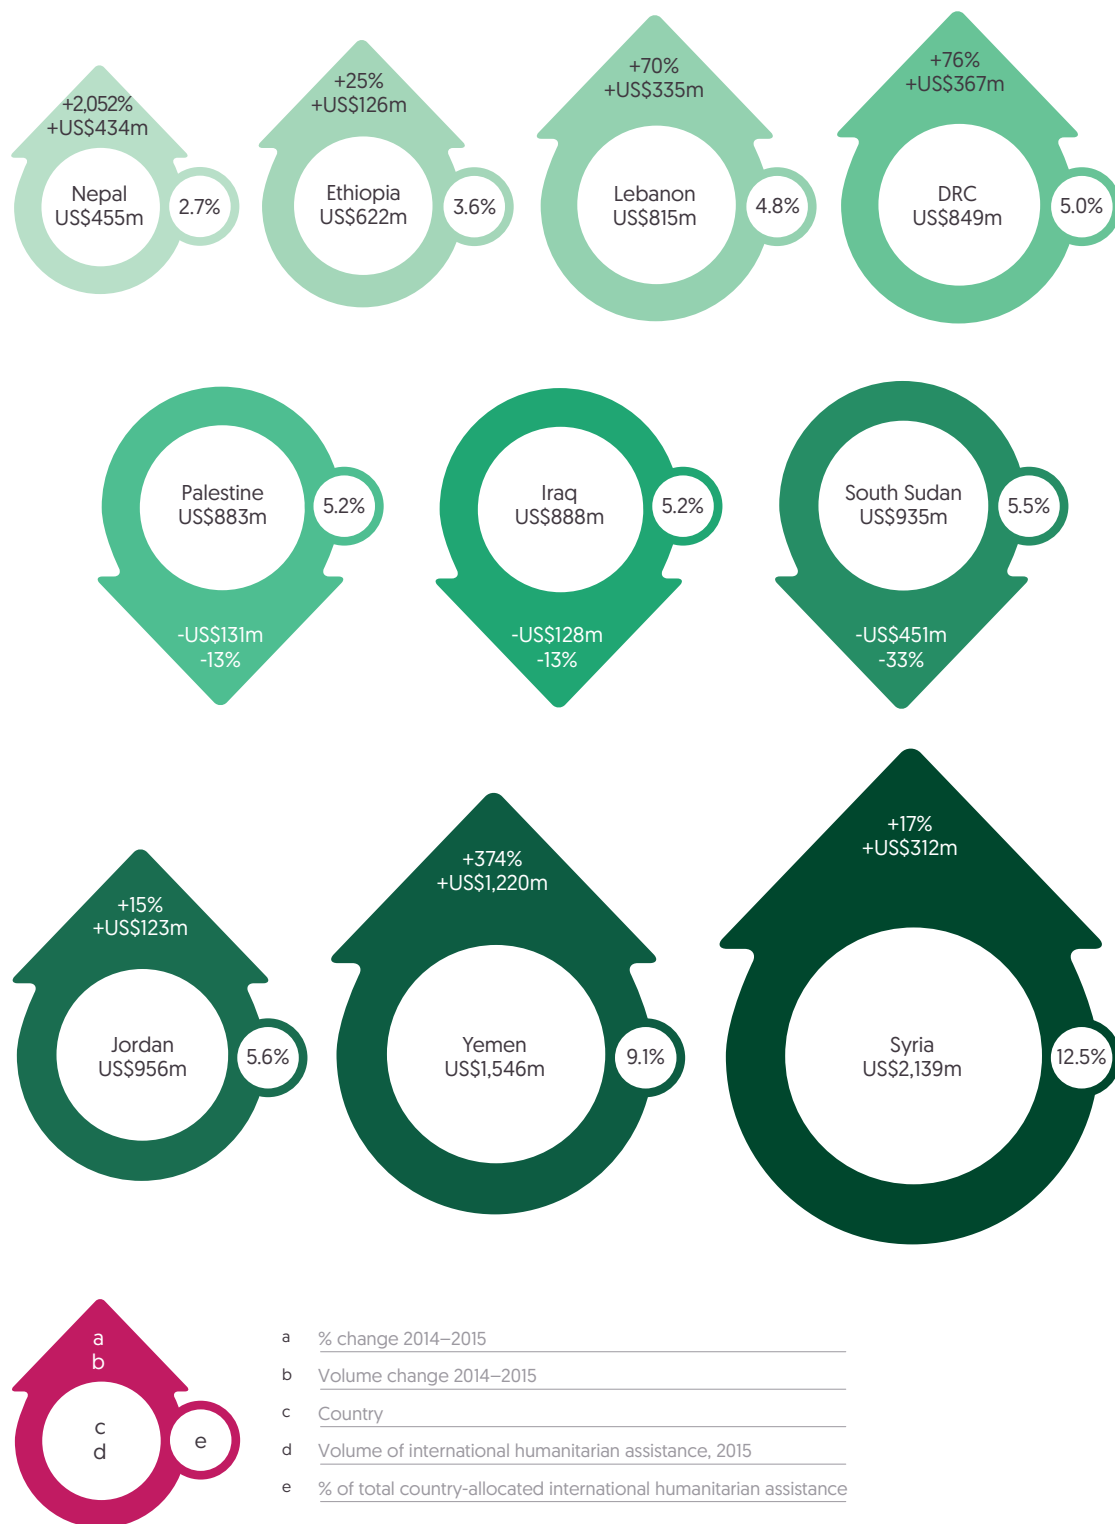 +2,052%
+US$434m
Nepal
US$455m
2.7%
+25%
+US$126m
Ethiopia
US$622m
3.6%
+70%
+US$335m
Lebanon
US$815m
4.8%
+76%
+US$367m
DRC
US$849m
5.0%
Palestine
US$883m
5.2%
-US$131m
-13%
Iraq
US$888m
5.2%
-US$128m
-13%
South Sudan
US$935m
5.5%
-US$451m
-33%
+15%
+US$123m
Jordan
US$956m
5.6%
+374%
+US$1,220m
Yemen
US$1,546m
9.1%
+17%
+US$312m
Syria
US$2,139m
12.5%
a
b
c
d
e
a % change 2014–2015
b Volume change 2014–2015
c Country
d Volume of international humanitarian assistance, 2015
e % of total country-allocated international humanitarian assistance